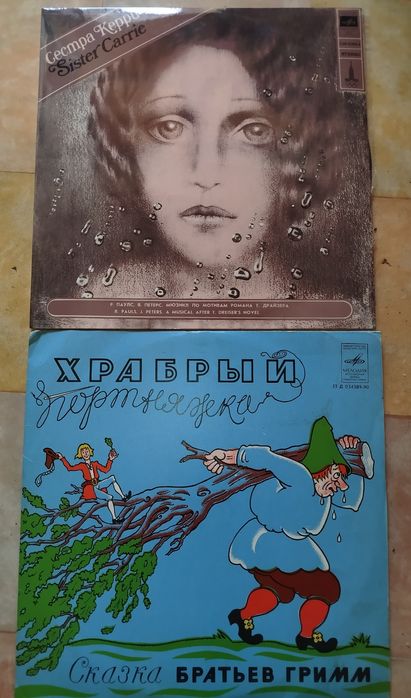 Сестра Керри
Sister Carrie
Р. ПАУЛС, Я. ПЕТЕРС. МЮЗИКЛ ПО МОТИВАМ РОМАНА Т. ДРАЙЗЕРА
R. PAULS, J. PETERS. A MUSICAL AFTER T. DREISER'S NOVEL
ХРАБРЫЙ
портняжка
МЕЛОДИЯ
Сказка БРАТЬЕВ ГРИММ